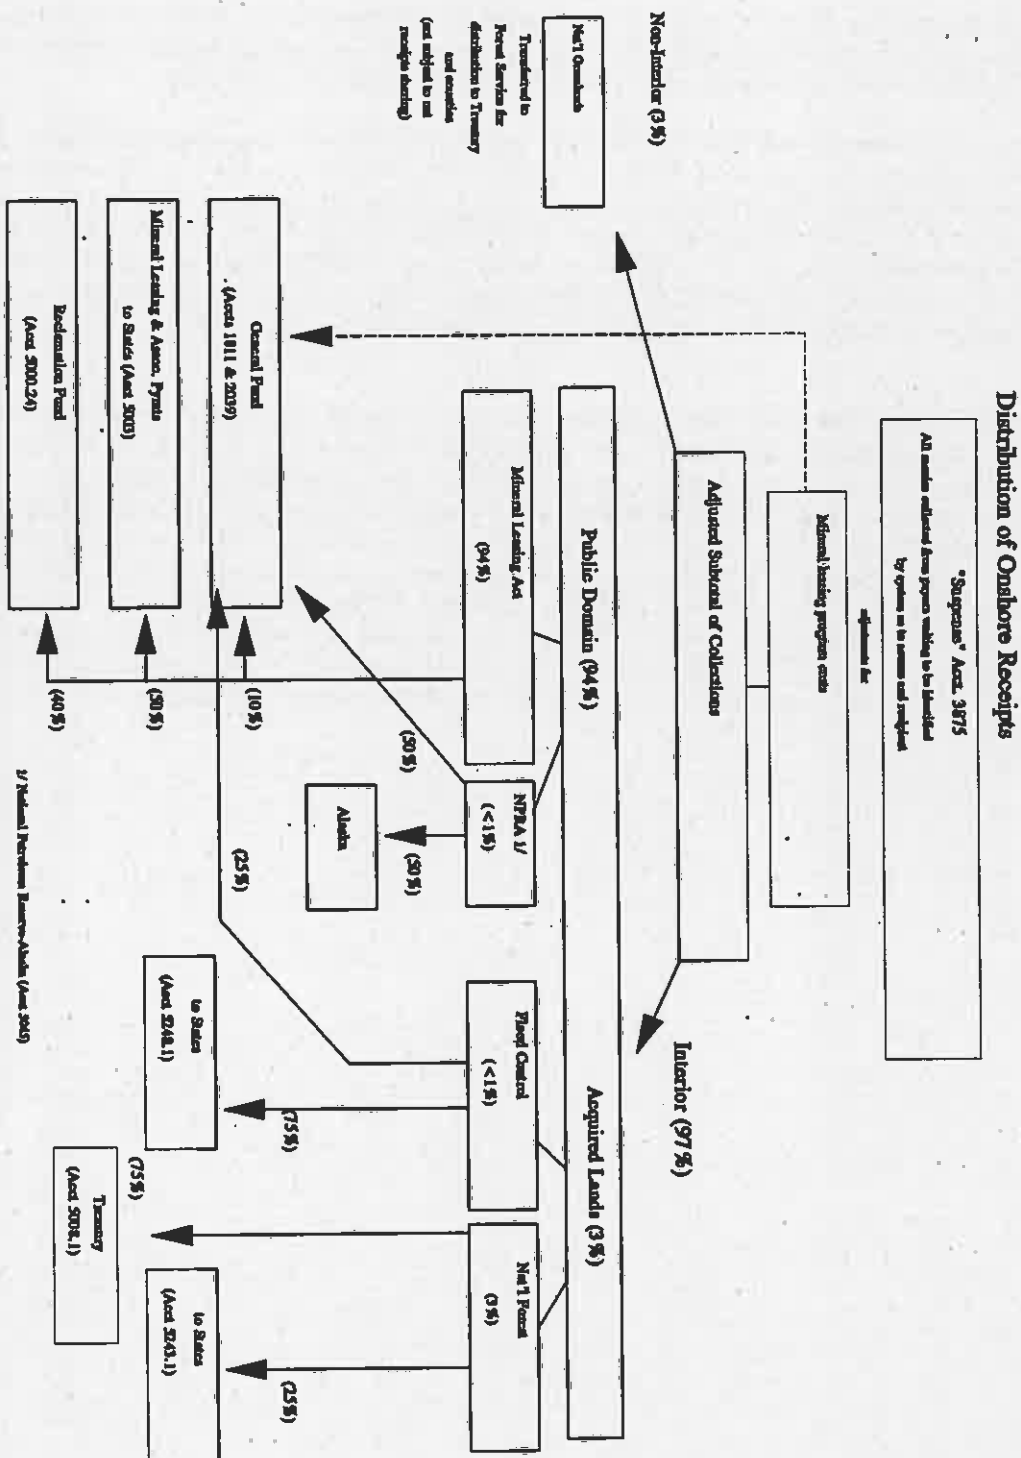 Distribution of Onshore Receipts
"Suspense" Acct. 3875
All monies collected from payors waiting to be identified
by system as to source and recipient
adjustments for
Mineral leasing program costs
Adjusted Subtotal of Collections
Non-Interior (3%)
Interior (97%)
Nat'l Grasslands
Transferred to
Forest Service for
distribution to Treasury
and counties
(not subject to net
receipts sharing)
Public Domain (94%)
Acquired Lands (3%)
Mineral Leasing Act
(94%)
NPRA 1/
(<1%)
Flood Control
(<1%)
Nat'l Forest
(3%)
(50%)
(50%)
Alaska
(75%)
(25%)
General Fund
(Accts 1811 & 2039)
(10%)
(25%)
to States
(Acct 5248.1)
to States
(Acct 5243.1)
Mineral Leasing & Assoc. Pymts
to States (Acct 5003)
(50%)
(75%)
Treasury
(Acct 5008.1)
Reclamation Fund
(Acct 5000.24)
(40%)
1/ National Petroleum Reserve-Alaska (Acct 5045)